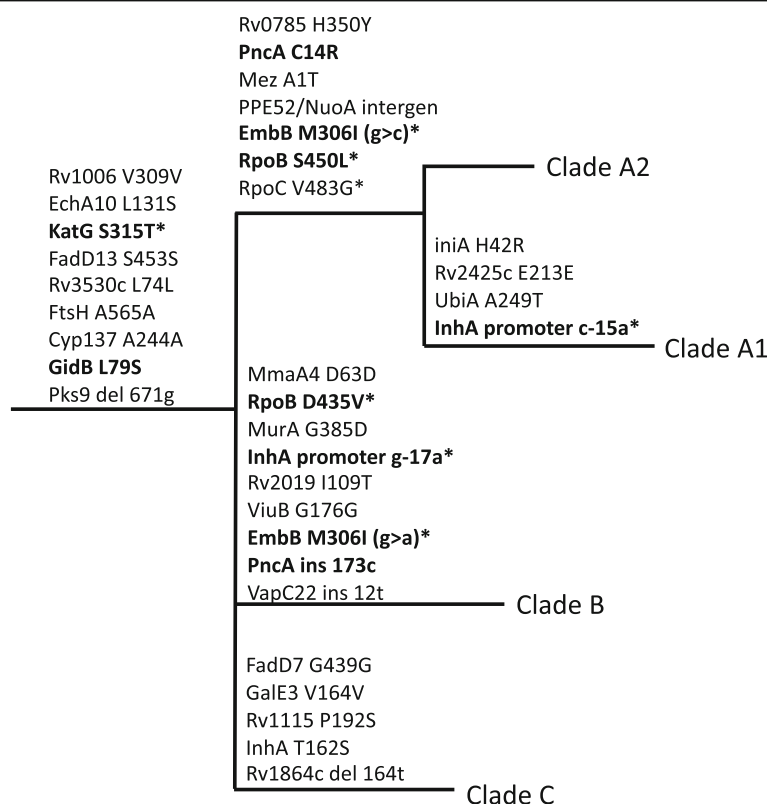 Rv0785 H350Y
PncA C14R
Mez A1T
PPE52/NuoA intergen
EmbB M306I (g>c)*
RpoB S450L*
RpoC V483G*
Clade A2
Rv1006 V309V
EchA10 L131S
KatG S315T*
FadD13 S453S
Rv3530c L74L
FtsH A565A
Cyp137 A244A
GidB L79S
Pks9 del 671g
iniA H42R
Rv2425c E213E
UbiA A249T
InhA promoter c-15a*
Clade A1
MmaA4 D63D
RpoB D435V*
MurA G385D
InhA promoter g-17a*
Rv2019 I109T
ViuB G176G
EmbB M306I (g>a)*
PncA ins 173c
VapC22 ins 12t
Clade B
FadD7 G439G
GalE3 V164V
Rv1115 P192S
InhA T162S
Rv1864c del 164t
Clade C